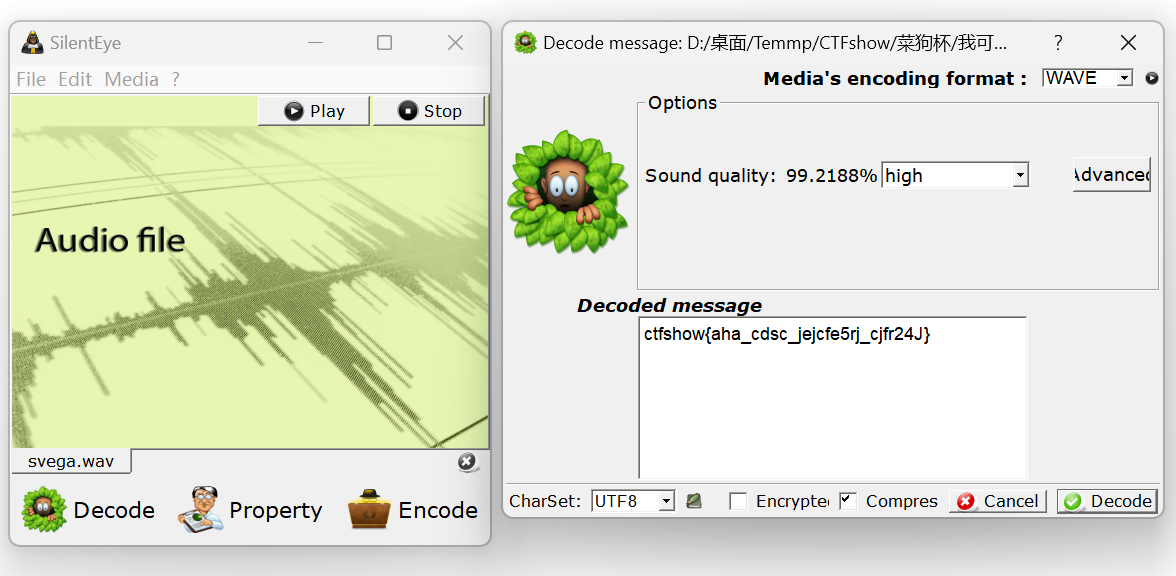 SilentEye
File Edit Media ?
Play Stop
Audio file
svega.wav
Decode Property Encode
Decode message: D:/桌面/Temmp/CTFshow/菜狗杯/我可... ?
Media's encoding format : WAVE
Options
Sound quality: 99.2188% high Advanced
Decoded message
ctfshow{aha_cdsc_jejcfe5rj_cjfr24J}
CharSet: UTF8 Encrypted Compres Cancel Decode